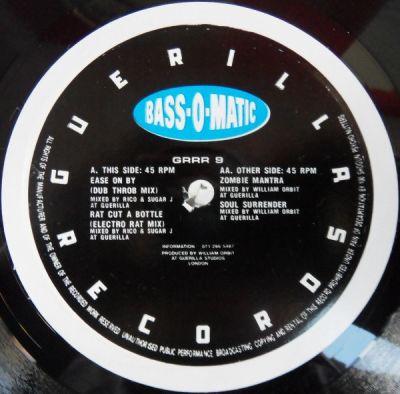 GUERILLA RECORDS
BASS-O-MATIC
GRRR 9
A. THIS SIDE: 45 RPM
EASE ON BY
(DUB THROB MIX)
MIXED BY RICO & SUGAR J
AT GUERILLA
RAT CUT A BOTTLE
(ELECTRO RAT MIX)
MIXED BY RICO & SUGAR J
AT GUERILLA
AA. OTHER SIDE: 45 RPM
ZOMBIE MANTRA
MIXED BY WILLIAM ORBIT
AT GUERILLA
SOUL SURRENDER
MIXED BY WILLIAM ORBIT
AT GUERILLA
INFORMATION 071 286
PRODUCED BY WILLIAM ORBIT
AT GUERILLA STUDIOS
LONDON
ALL RIGHTS OF THE MANUFACTURER AND OF THE OWNER OF THE RECORDED WORK RESERVED UNAUTHORISED PUBLIC PERFORMANCE BROADCASTING COPYING AND RENTAL OF THIS RECORD PROHIBITED UNDER